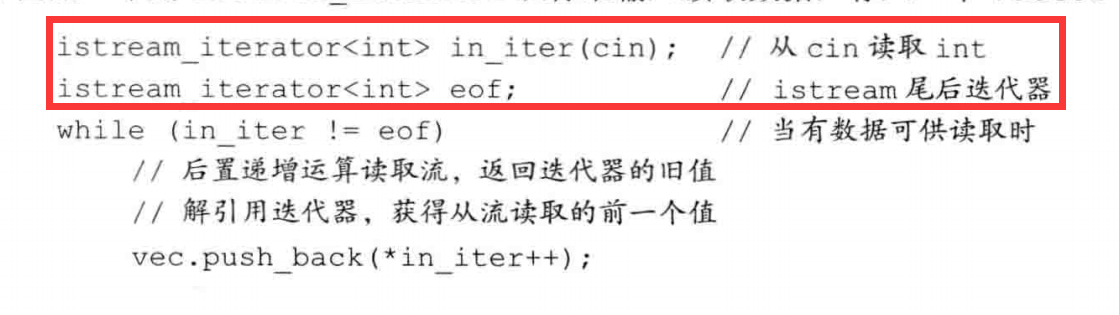 istream_iterator<int> in_iter(cin); // 从 cin 读取 int
istream iterator<int> eof; // istream 尾后迭代器
while (in_iter != eof) // 当有数据可供读取时
// 后置递增运算读取流，返回迭代器的旧值
// 解引用迭代器，获得从流读取的前一个值
vec.push_back(*in_iter++);